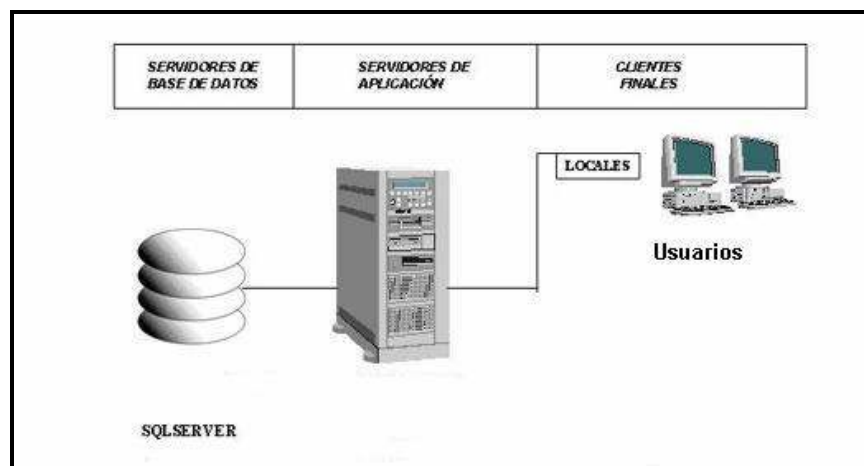 SERVIDORES DE
BASE DE DATOS
SERVIDORES DE
APLICACIÓN
CLIENTES
FINALES
LOCALES
Usuarios
SQLSERVER